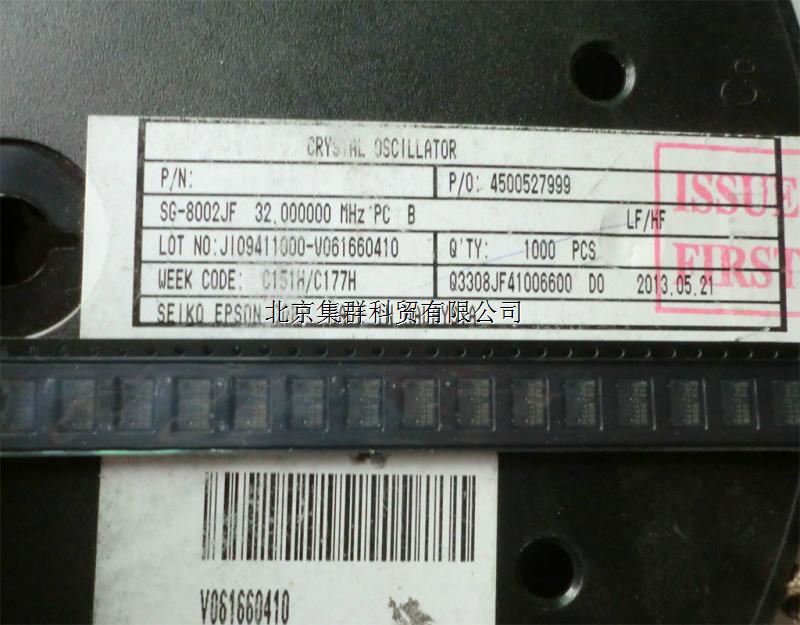 CRYSTAL OSCILLATOR
P/N: P/O: 4500527999
SG-8002JF 32.000000 MHz PC B LF/HF
LOT NO:JI09411000-V061660410 Q'TY: 1000 PCS
WEEK CODE: C151H/C177H Q3308JF41006600 D0 2013.05.21
SEIKO EPSON
北京集群科贸有限公司
ISSUE
FIRST
V061660410